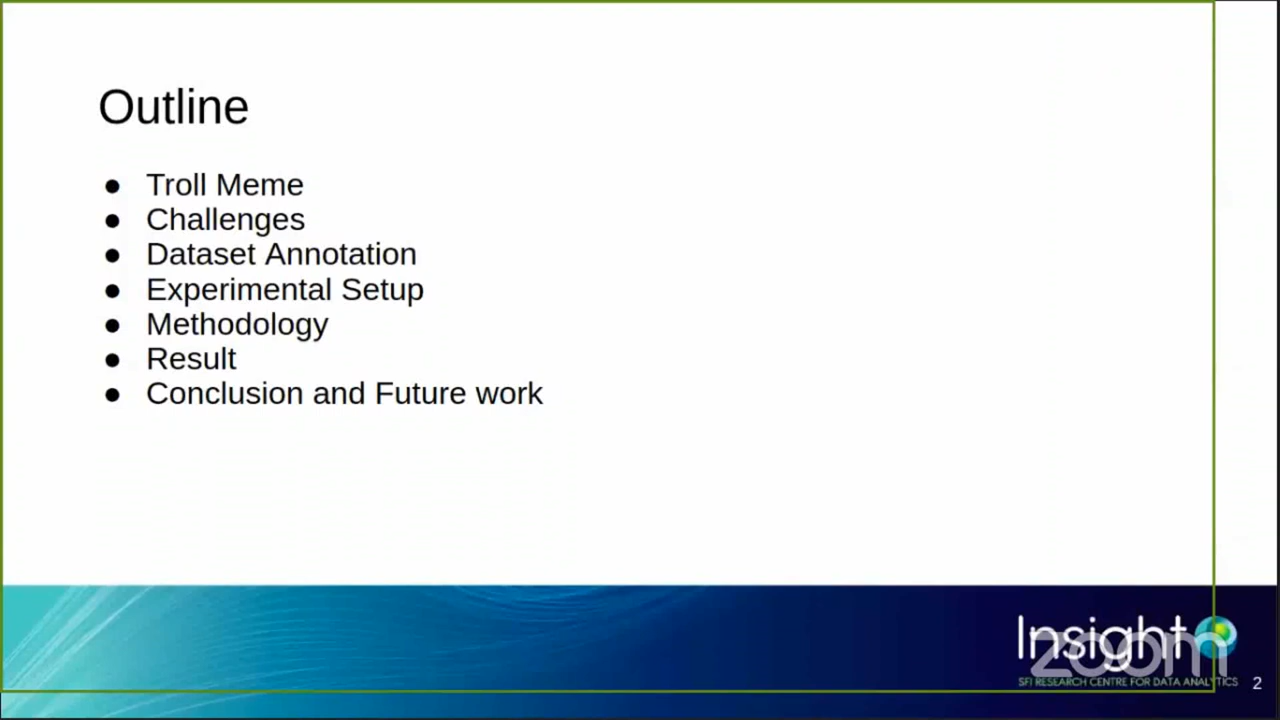 Outline
● Troll Meme
● Challenges
● Dataset Annotation
● Experimental Setup
● Methodology
● Result
● Conclusion and Future work
Insight
zoom
SFI RESEARCH CENTRE FOR DATA ANALYTICS
2